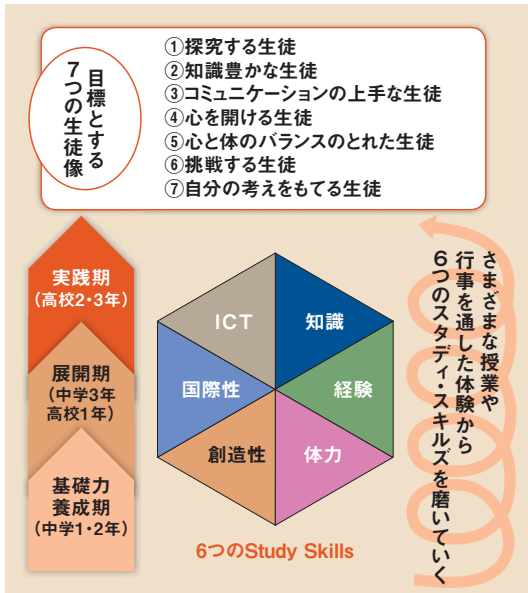 目標とする
7つの生徒像
①探究する生徒
②知識豊かな生徒
③コミュニケーションの上手な生徒
④心を開ける生徒
⑤心と体のバランスのとれた生徒
⑥挑戦する生徒
⑦自分の考えをもてる生徒
実践期
（高校2・3年）
展開期
（中学3年
高校1年）
基礎力
養成期
（中学1・2年）
ICT
知識
国際性
経験
創造性
体力
6つのStudy Skills
さまざまな授業や
行事を通した体験から
6つのスタディ・スキルズを磨いていく